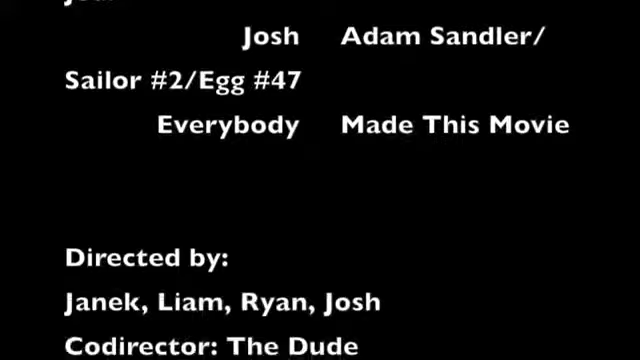 Josh Adam Sandler/
Sailor #2/Egg #47
Everybody Made This Movie
Directed by:
Janek, Liam, Ryan, Josh
Codirector: The Dude